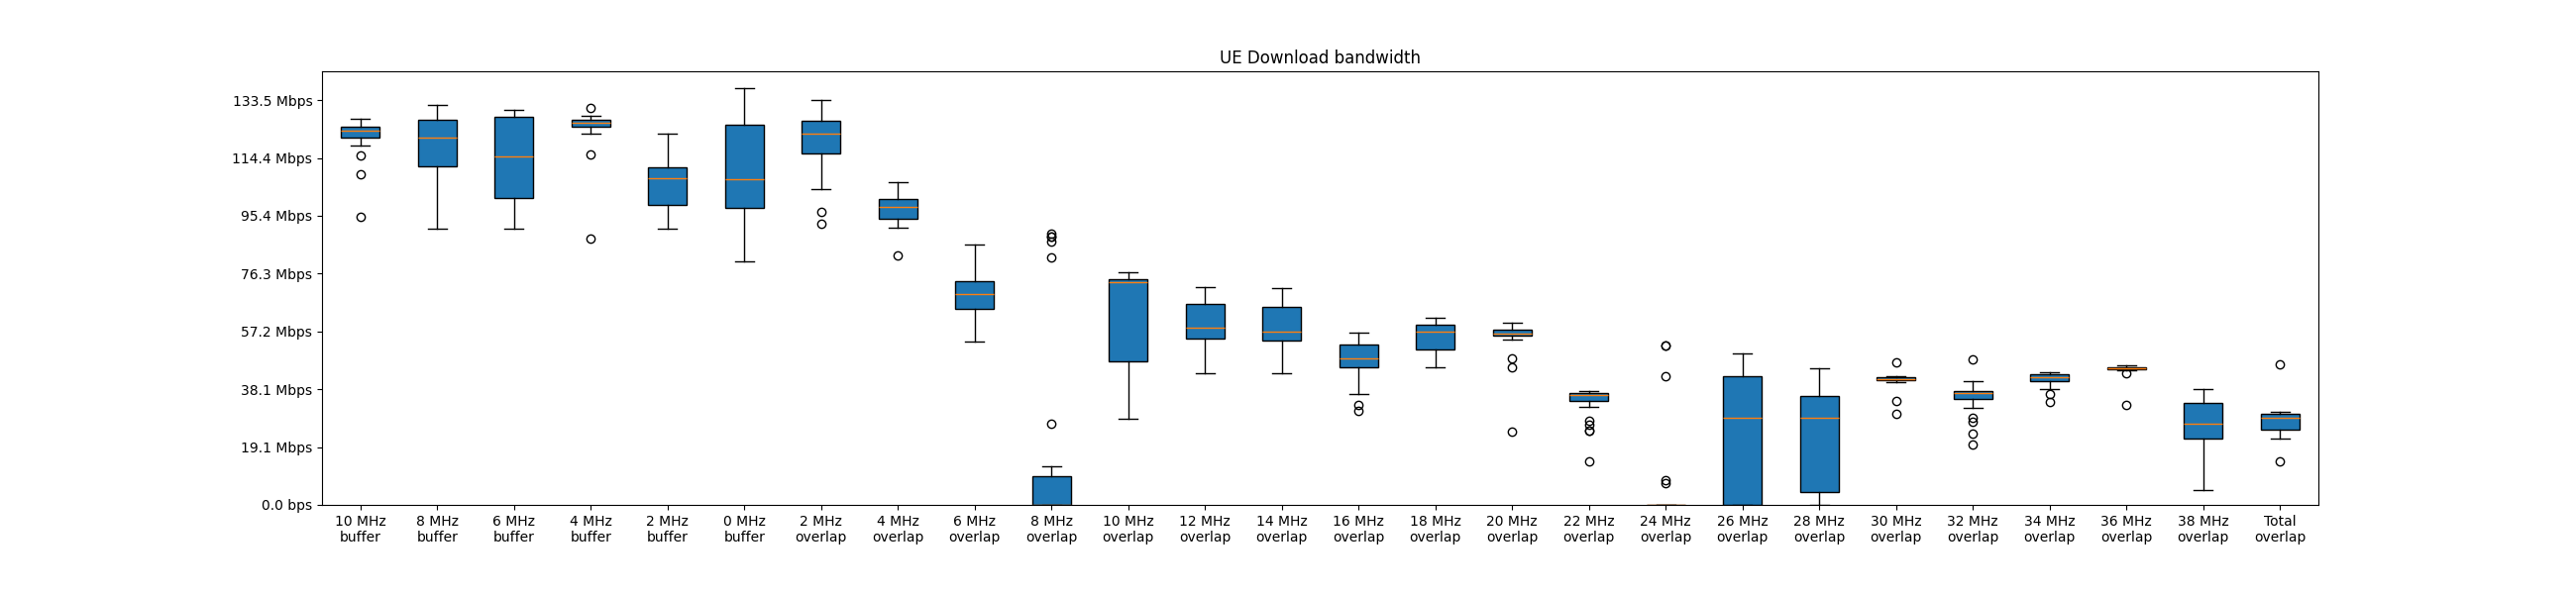 UE Download bandwidth
133.5 Mbps
114.4 Mbps
95.4 Mbps
76.3 Mbps
57.2 Mbps
38.1 Mbps
19.1 Mbps
0.0 bps
10 MHz 8 MHz 6 MHz 4 MHz 2 MHz 0 MHz 2 MHz 4 MHz 6 MHz 8 MHz 10 MHz 12 MHz 14 MHz 16 MHz 18 MHz 20 MHz 22 MHz 24 MHz 26 MHz 28 MHz 30 MHz 32 MHz 34 MHz 36 MHz 38 MHz Total
buffer buffer buffer buffer buffer buffer overlap overlap overlap overlap overlap overlap overlap overlap overlap overlap overlap overlap overlap overlap overlap overlap overlap overlap overlap overlap